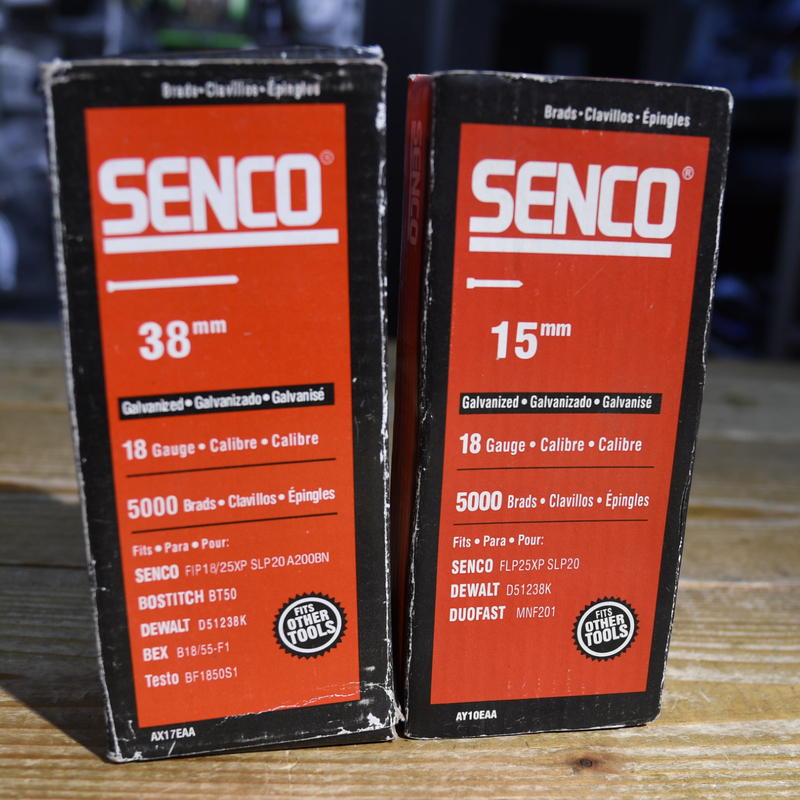 Brads • Clavillos • Épingles
SENCO®
38mm
Galvanized • Galvanizado • Galvanisé
18 Gauge • Calibre • Calibre
5000 Brads • Clavillos • Épingles
Fits • Para • Pour:
SENCO FIP18/25XP SLP20 A200BN
BOSTITCH BT50
DEWALT D51238K
BEX B18/55-F1
Testo BF1850S1
FITS
OTHER
TOOLS
AX17EAA
SENCO
Brads • Clavillos • Épingles
SENCO®
15mm
Galvanized • Galvanizado • Galvanisé
18 Gauge • Calibre • Calibre
5000 Brads • Clavillos • Épingles
Fits • Para • Pour:
SENCO FLP25XP SLP20
DEWALT D51238K
DUOFAST MNF201
FITS
OTHER
TOOLS
AY10EAA